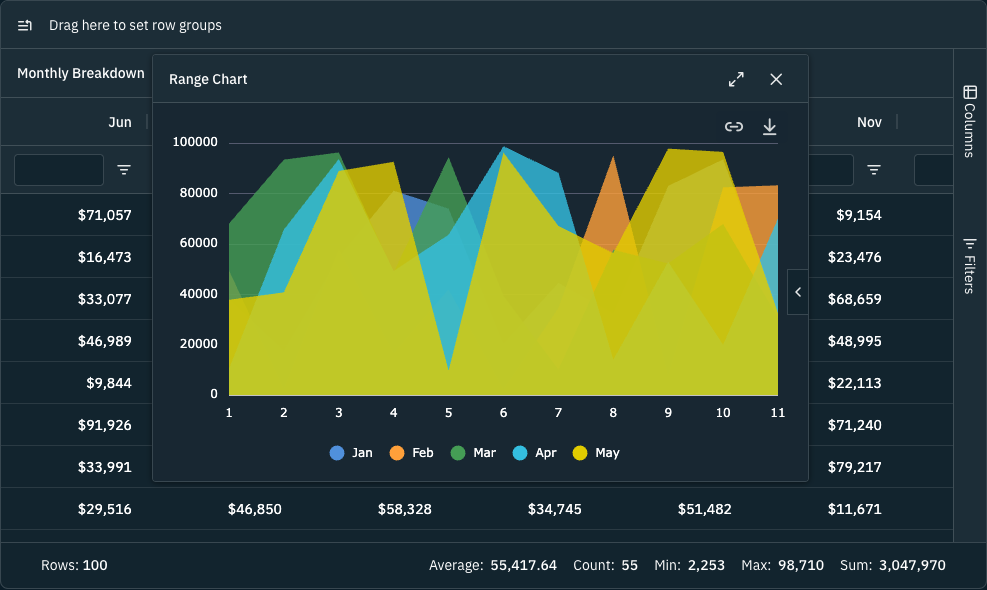 Drag here to set row groups
Monthly Breakdown
Range Chart
Columns
Filters
Jun
Nov
100000
80000
60000
40000
20000
0
1 2 3 4 5 6 7 8 9 10 11
Jan Feb Mar Apr May
$71,057 $9,154
$16,473 $23,476
$33,077 $68,659
$46,989 $48,995
$9,844 $22,113
$91,926 $71,240
$33,991 $79,217
$29,516 $46,850 $58,328 $34,745 $51,482 $11,671
Rows: 100 Average: 55,417.64 Count: 55 Min: 2,253 Max: 98,710 Sum: 3,047,970